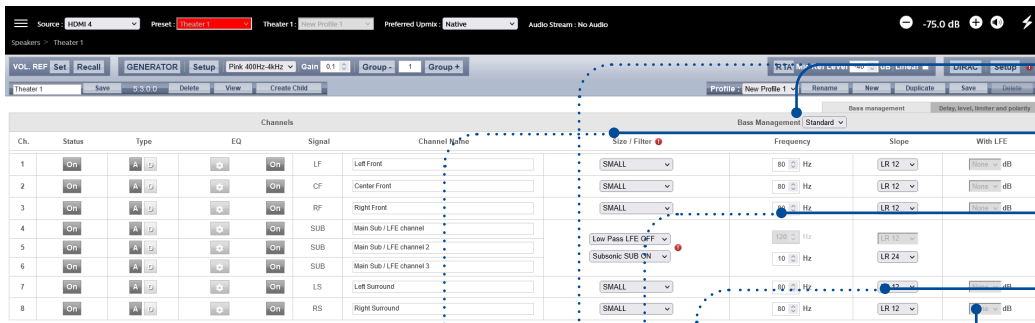 Source : HDMI 4 Preset : Theater 1 Theater 1 : New Profile 1 Preferred Upmix : Native Audio Stream : No Audio -75.0 dB
Speakers > Theater 1
VOL. REF Set Recall GENERATOR Setup Pink 400Hz-4kHz Gain 0,1 Group - 1 Group + RTA Level -40 dB Linear DIRAC Setup
Theater 1 Save 5.3.0.0 Delete View Create Child Profile : New Profile 1 Rename New Duplicate Save Delete
Bass management Delay, level, limiter and polarity
Channels Bass Management Standard
Ch. Status Type EQ Signal Channel Name Size / Filter Frequency Slope With LFE
1 On A D On LF Left Front SMALL 80 Hz LR 12 None dB
2 On A D On CF Center Front SMALL 80 Hz LR 12 None dB
3 On A D On RF Right Front SMALL 80 Hz LR 12 None dB
4 On A D On SUB Main Sub / LFE channel
Low Pass LFE OFF 120 Hz LR 12
5 On A D On SUB Main Sub / LFE channel 2
Subsonic SUB ON 10 Hz LR 24
6 On A D On SUB Main Sub / LFE channel 3
7 On A D On LS Left Surround SMALL 80 Hz LR 12 None dB
8 On A D On RS Right Surround SMALL 80 Hz LR 12 dB